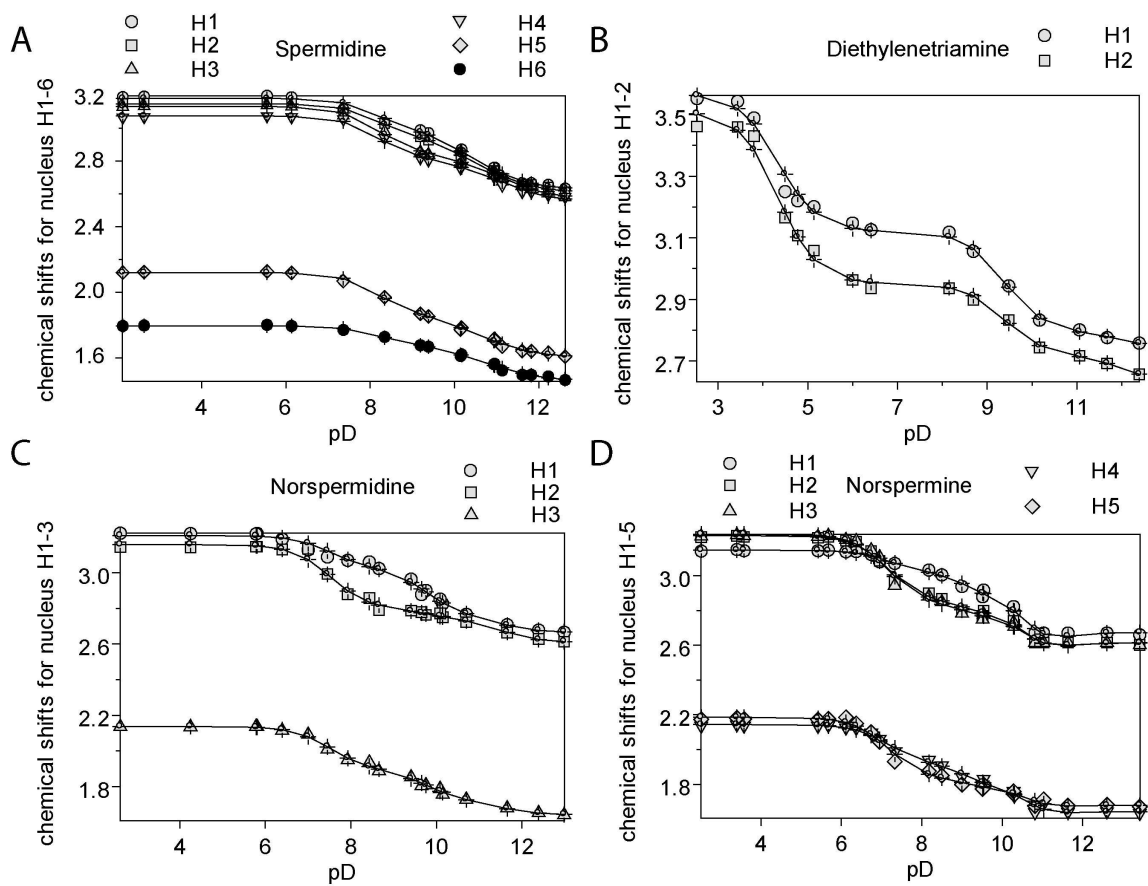 A
H1
H2
H3
Spermidine
H4
H5
H6
chemical shifts for nucleus H1-6
3.2
2.8
2.4
2.0
1.6
4
6
8
10
12
pD
B
Diethylenetriamine
H1
H2
chemical shifts for nucleus H1-2
3.5
3.3
3.1
2.9
2.7
3
5
7
9
11
pD
C
Norspermidine
H1
H2
H3
chemical shifts for nucleus H1-3
3.0
2.6
2.2
1.8
4
6
8
10
12
pD
D
H1
H2
H3
Norspermine
H4
H5
chemical shifts for nucleus H1-5
3.0
2.6
2.2
1.8
4
6
8
10
12
pD